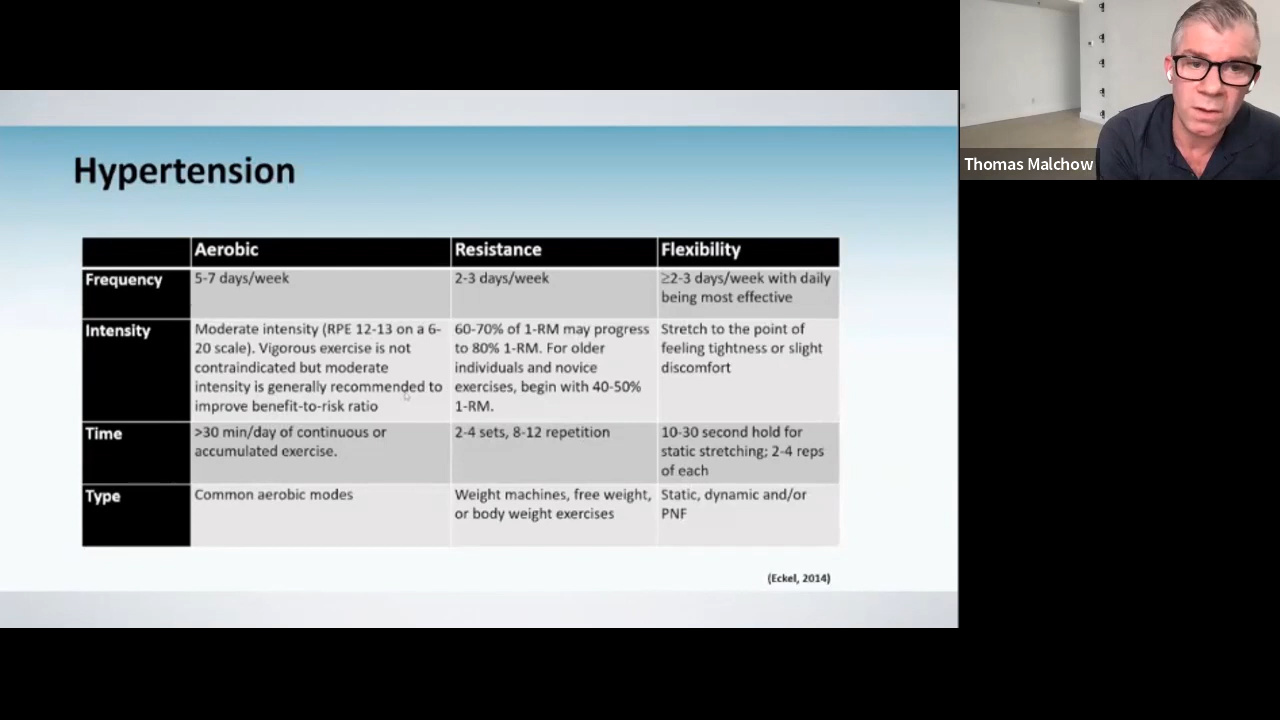 Thomas Malchow
Hypertension
Aerobic
Resistance
Flexibility
Frequency
5-7 days/week
2-3 days/week
≥2-3 days/week with daily
being most effective
Intensity
Moderate intensity (RPE 12-13 on a 6-
20 scale). Vigorous exercise is not
contraindicated but moderate
intensity is generally recommended to
improve benefit-to-risk ratio
60-70% of 1-RM may progress
to 80% 1-RM. For older
individuals and novice
exercises, begin with 40-50%
1-RM.
Stretch to the point of
feeling tightness or slight
discomfort
Time
>30 min/day of continuous or
accumulated exercise.
2-4 sets, 8-12 repetition
10-30 second hold for
static stretching; 2-4 reps
of each
Type
Common aerobic modes
Weight machines, free weight,
or body weight exercises
Static, dynamic and/or
PNF
(Eckel, 2014)